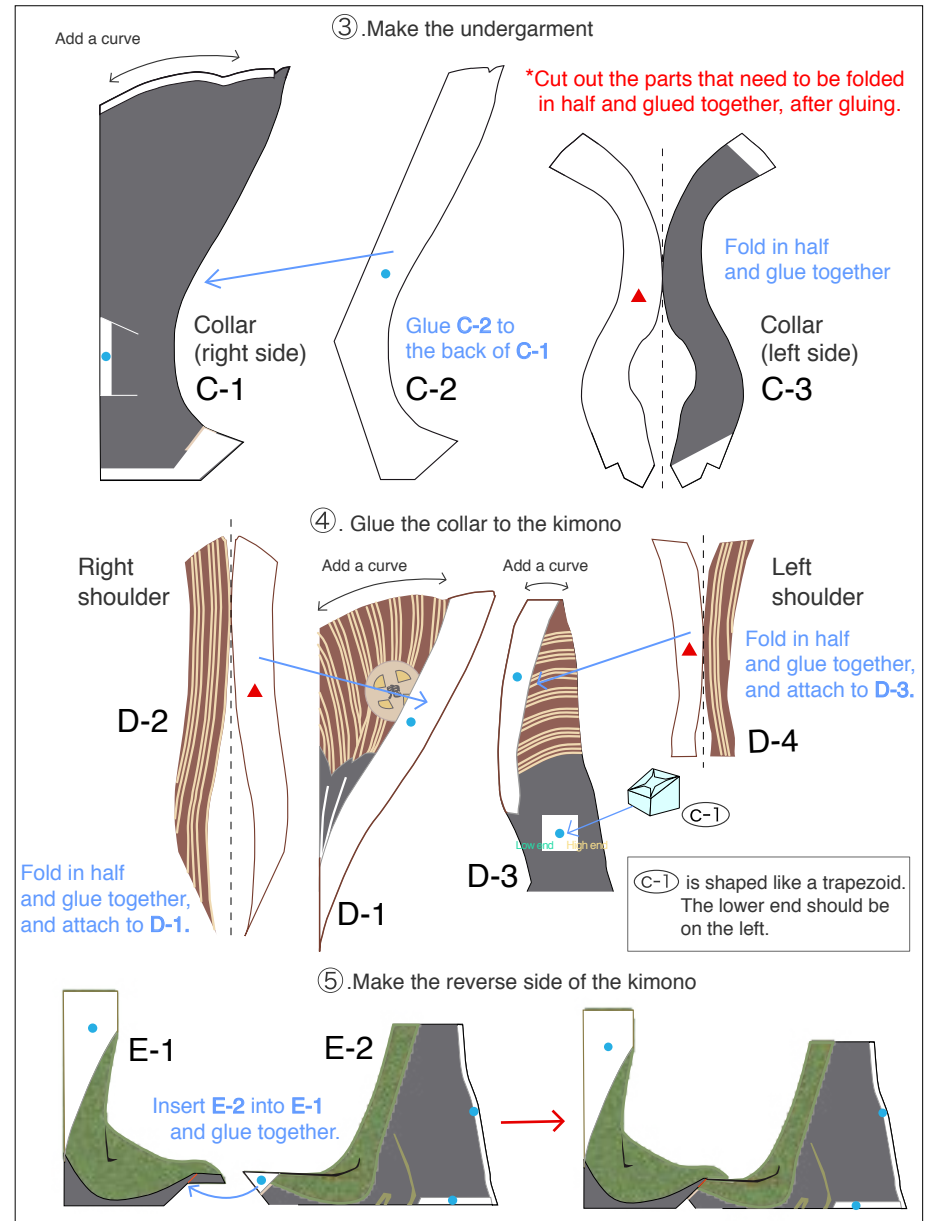 ③.Make the undergarment
Add a curve
*Cut out the parts that need to be folded
in half and glued together, after gluing.
Collar
(right side)
C-1
Glue C-2 to
the back of C-1
C-2
Fold in half
and glue together
Collar
(left side)
C-3
④. Glue the collar to the kimono
Right
shoulder
D-2
Fold in half
and glue together,
and attach to D-1.
Add a curve
D-1
Add a curve
Low end
High end
D-3
C-1
Left
shoulder
Fold in half
and glue together,
and attach to D-3.
D-4
C-1 is shaped like a trapezoid.
The lower end should be
on the left.
⑤.Make the reverse side of the kimono
E-1
E-2
Insert E-2 into E-1
and glue together.